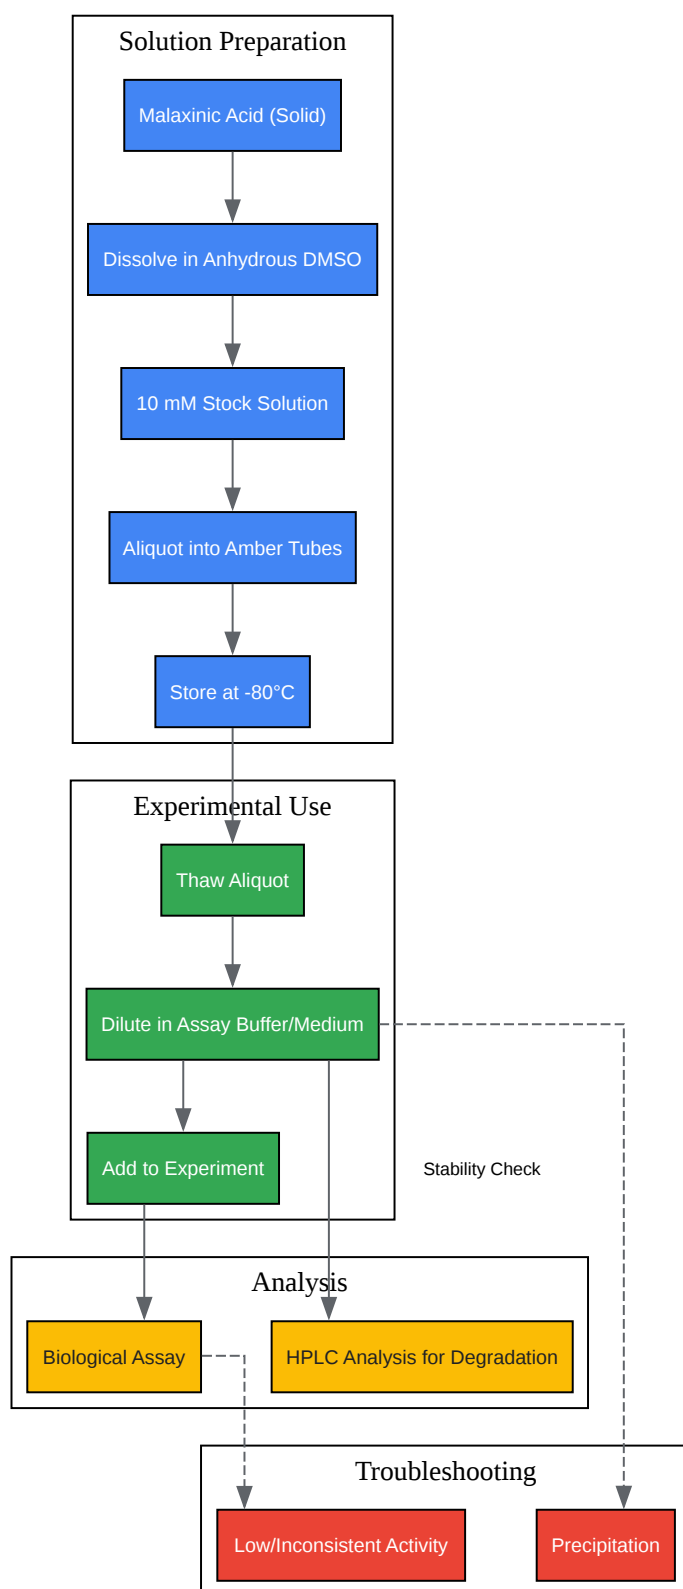 Solution Preparation
Malaxinic Acid (Solid)
Dissolve in Anhydrous DMSO
10 mM Stock Solution
Aliquot into Amber Tubes
Store at -80°C
Experimental Use
Thaw Aliquot
Dilute in Assay Buffer/Medium
Add to Experiment
Stability Check
Analysis
Biological Assay
HPLC Analysis for Degradation
Troubleshooting
Low/Inconsistent Activity
Precipitation